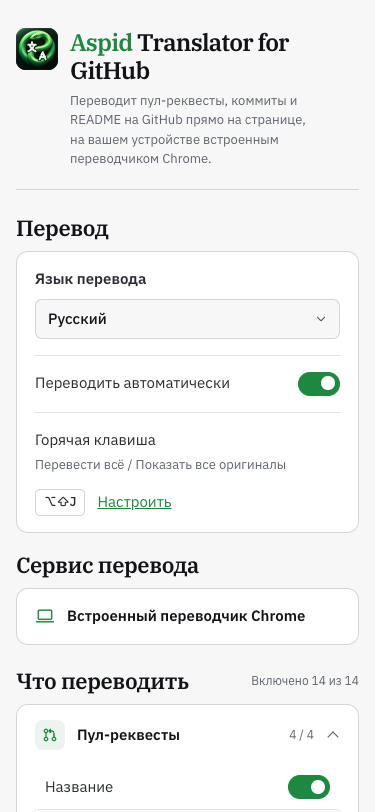 Aspid Translator for
GitHub
Переводит пул-реквесты, коммиты и
README на GitHub прямо на странице,
на вашем устройстве встроенным
переводчиком Chrome.
Перевод
Язык перевода
Русский
Переводить автоматически
Горячая клавиша
Перевести всё / Показать все оригиналы
⌥⇧J Настроить
Сервис перевода
Встроенный переводчик Chrome
Что переводить Включено 14 из 14
Пул-реквесты 4 / 4
Название